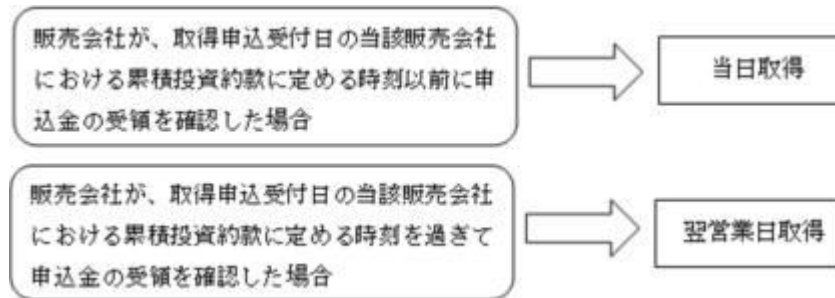 販売会社が、取得申込受付日の当該販売会社
における累積投資約款に定める時刻以前に申
込金の受領を確認した場合
当日取得
販売会社が、取得申込受付日の当該販売会社
における累積投資約款に定める時刻を過ぎて
申込金の受領を確認した場合
翌営業日取得